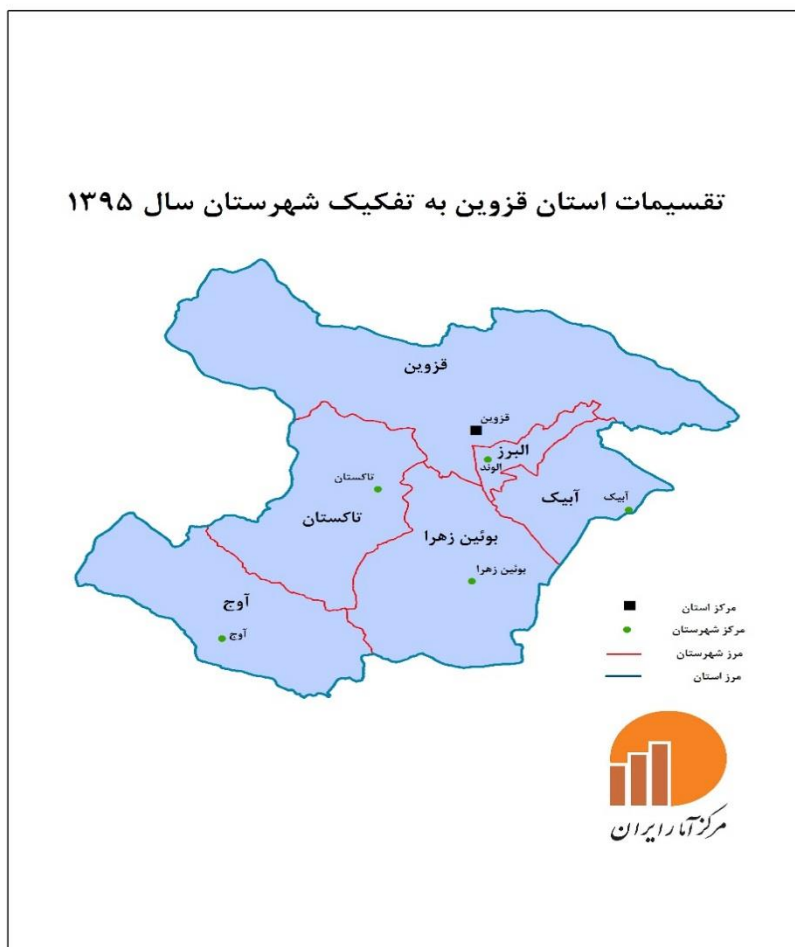 تقسیمات استان قزوین به تفکیک شهرستان سال ۱۳۹۵
قزوین
قزوین
البرز
الوند
تاکستان
آبیک
آبیک
تاکستان
بوئین زهرا
بوئین زهرا
آوج
آوج
مرکز استان
مرکز شهرستان
مرز شهرستان
مرز استان
مرکز آمار ایران